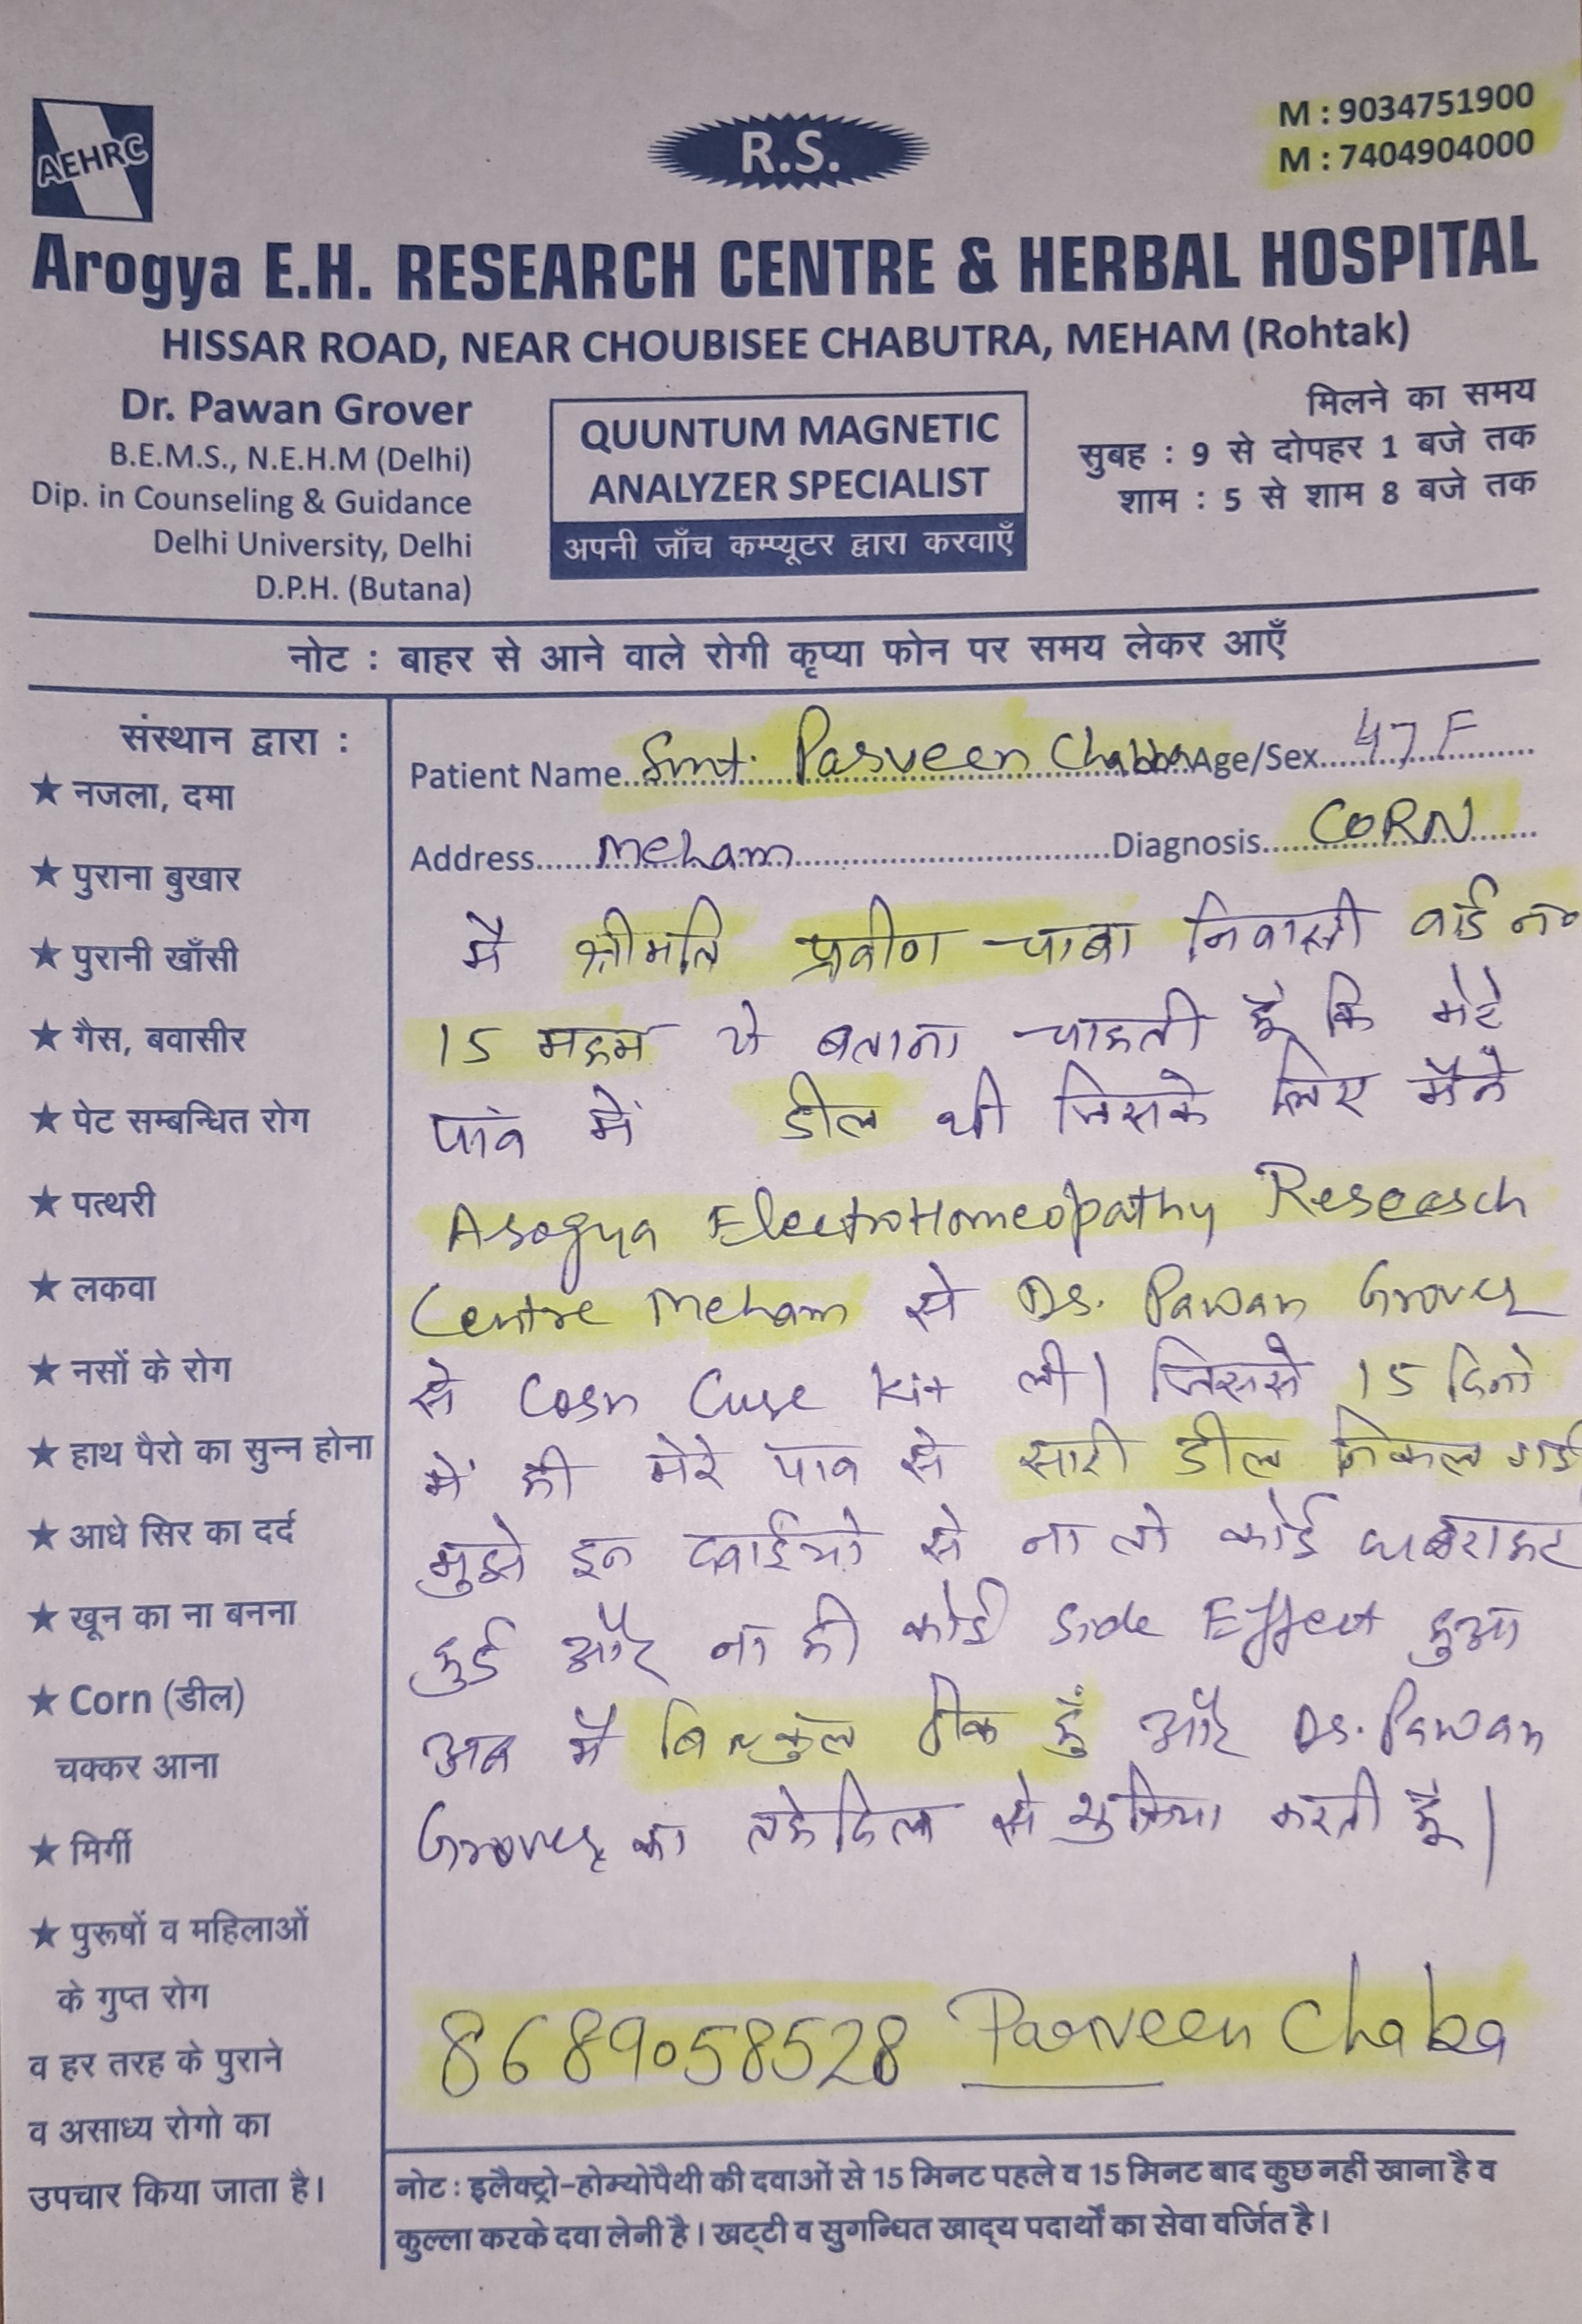 AEHRC
R.S.
M : 9034751900
M : 7404904000
Arogya E.H. RESEARCH CENTRE & HERBAL HOSPITAL
HISSAR ROAD, NEAR CHOUBISEE CHABUTRA, MEHAM (Rohtak)
Dr. Pawan Grover
B.E.M.S., N.E.H.M (Delhi)
Dip. in Counseling & Guidance
Delhi University, Delhi
D.P.H. (Butana)
QUUNTUM MAGNETIC
ANALYZER SPECIALIST
अपनी जाँच कम्प्यूटर द्वारा करवाएँ
मिलने का समय
सुबह : 9 से दोपहर 1 बजे तक
शाम : 5 से शाम 8 बजे तक
नोट : बाहर से आने वाले रोगी कृप्या फोन पर समय लेकर आएँ
संस्थान द्वारा :
★ नजला, दमा
★ पुराना बुखार
★ पुरानी खाँसी
★ गैस, बवासीर
★ पेट सम्बन्धित रोग
★ पत्थरी
★ लकवा
★ नसों के रोग
★ हाथ पैरो का सुन्न होना
★ आधे सिर का दर्द
★ खून का ना बनना
★ Corn (डील)
चक्कर आना
★ मिर्गी
★ पुरूषों व महिलाओं
के गुप्त रोग
व हर तरह के पुराने
व असाध्य रोगो का
उपचार किया जाता है।
Patient Name Smt. Parveen Chabba Age/Sex 47 F
Address Meham Diagnosis CORN
मै श्रीमति प्रवीण चाबा निवासी वार्ड न०
15 महम ये बताना चाहती हूँ कि मेरे
पांव में डील थी जिसके लिए मैने
Arogya ElectroHomeopathy Research
Centre Meham से Dr. Pawan Grover
से Corn Cure Kit ली। जिससे 15 दिनो
में ही मेरे पाव से सारी डील निकल गई
मुझे इन दवाईयो से ना तो कोई घबराहट
हुई और ना ही कोई Side Effect हुआ
अब मै बिल्कुल ठीक हूं और Dr. Pawan
Grover का तहेदिल से शुक्रिया करती हूँ।
8689058528 Parveen Chaba
नोट : इलैक्ट्रो-होम्योपैथी की दवाओं से 15 मिनट पहले व 15 मिनट बाद कुछ नहीं खाना है व
कुल्ला करके दवा लेनी है। खट्टी व सुगन्धित खाद्य पदार्थों का सेवा वर्जित है।